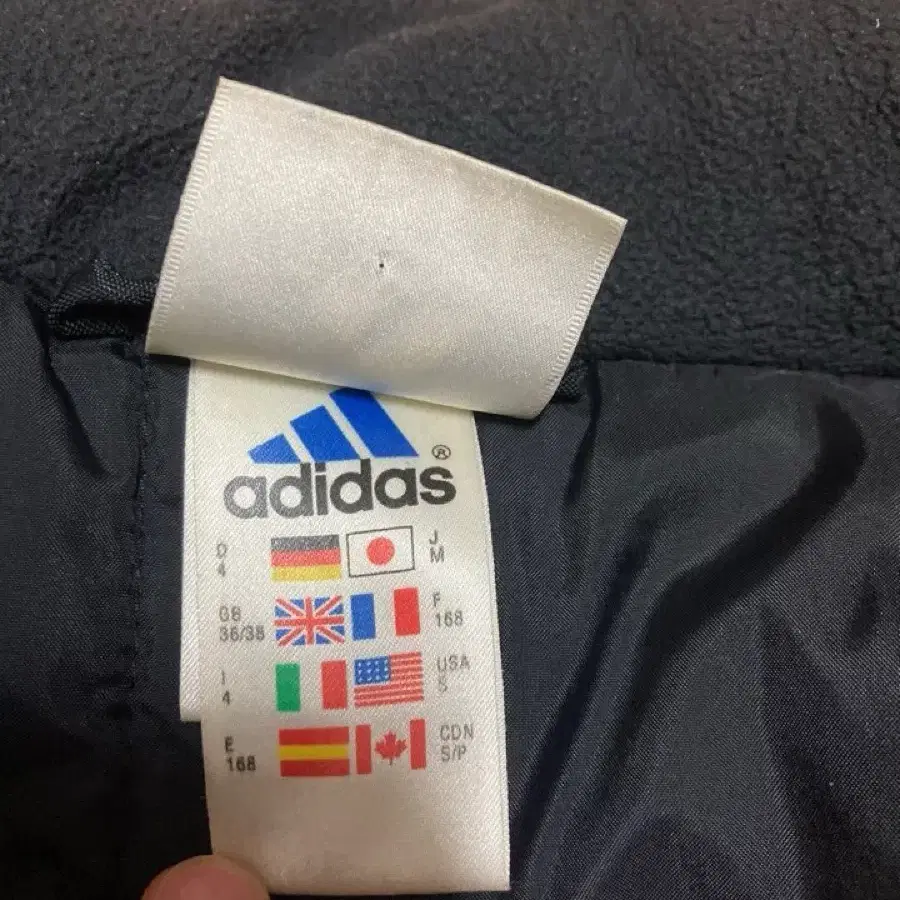 adidas®
D
4
J
M
GB
36/38
F
168
I
4
USA
S
E
168
CDN
S/P